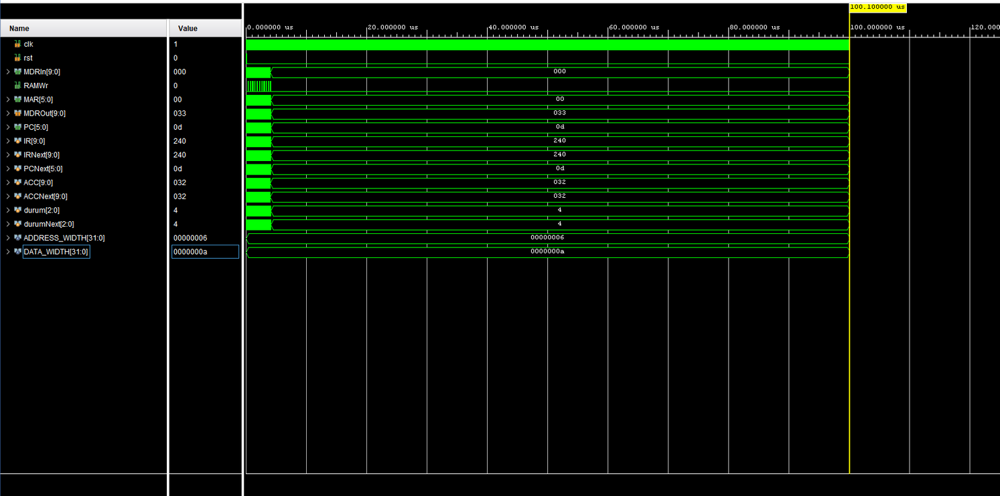 100.100000 us
Name Value 0.000000 us 20.000000 us 40.000000 us 60.000000 us 80.000000 us 100.000000 us 120.000
clk 1
rst 0
MDRIn[9:0] 000 000
RAMWr 0
MAR[5:0] 00 00
MDROut[9:0] 033 033
PC[5:0] 0d 0d
IR[9:0] 240 240
IRNext[9:0] 240 240
PCNext[5:0] 0d 0d
ACC[9:0] 032 032
ACCNext[9:0] 032 032
durum[2:0] 4 4
durumNext[2:0] 4 4
ADDRESS_WIDTH[31:0] 00000006 00000006
DATA_WIDTH[31:0] 0000000a 0000000a